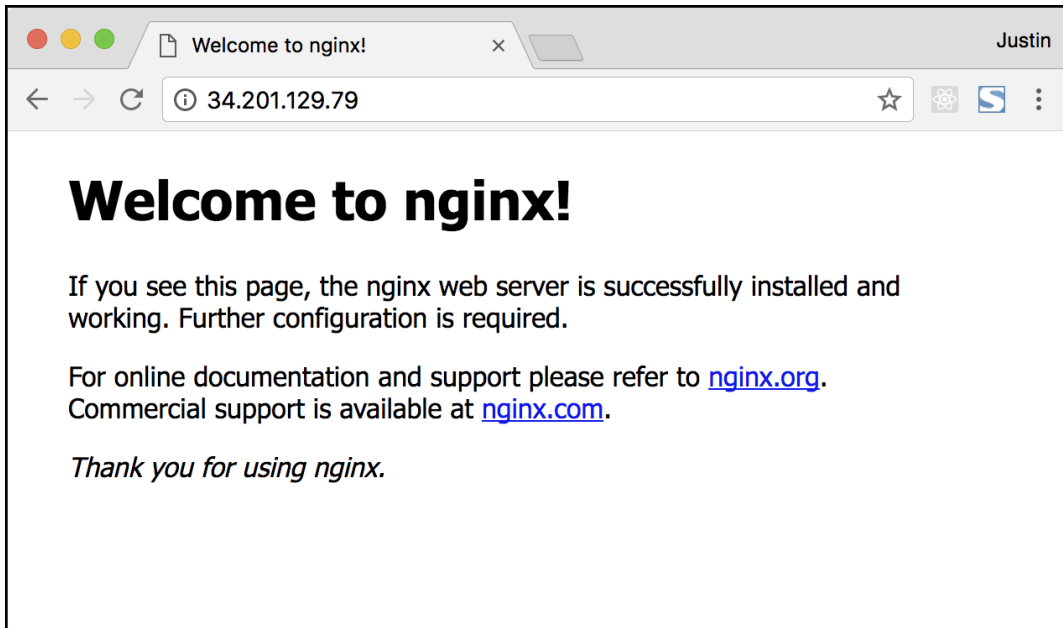 Welcome to nginx!
Justin
34.201.129.79
Welcome to nginx!
If you see this page, the nginx web server is successfully installed and
working. Further configuration is required.
For online documentation and support please refer to nginx.org.
Commercial support is available at nginx.com.
Thank you for using nginx.